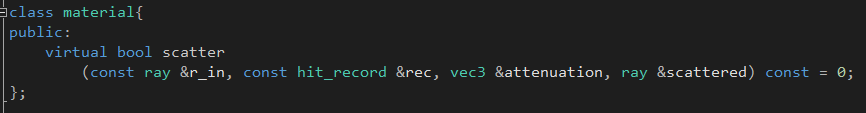 class material{
public:
    virtual bool scatter
        (const ray &r_in, const hit_record &rec, vec3 &attenuation, ray &scattered) const = 0;
};